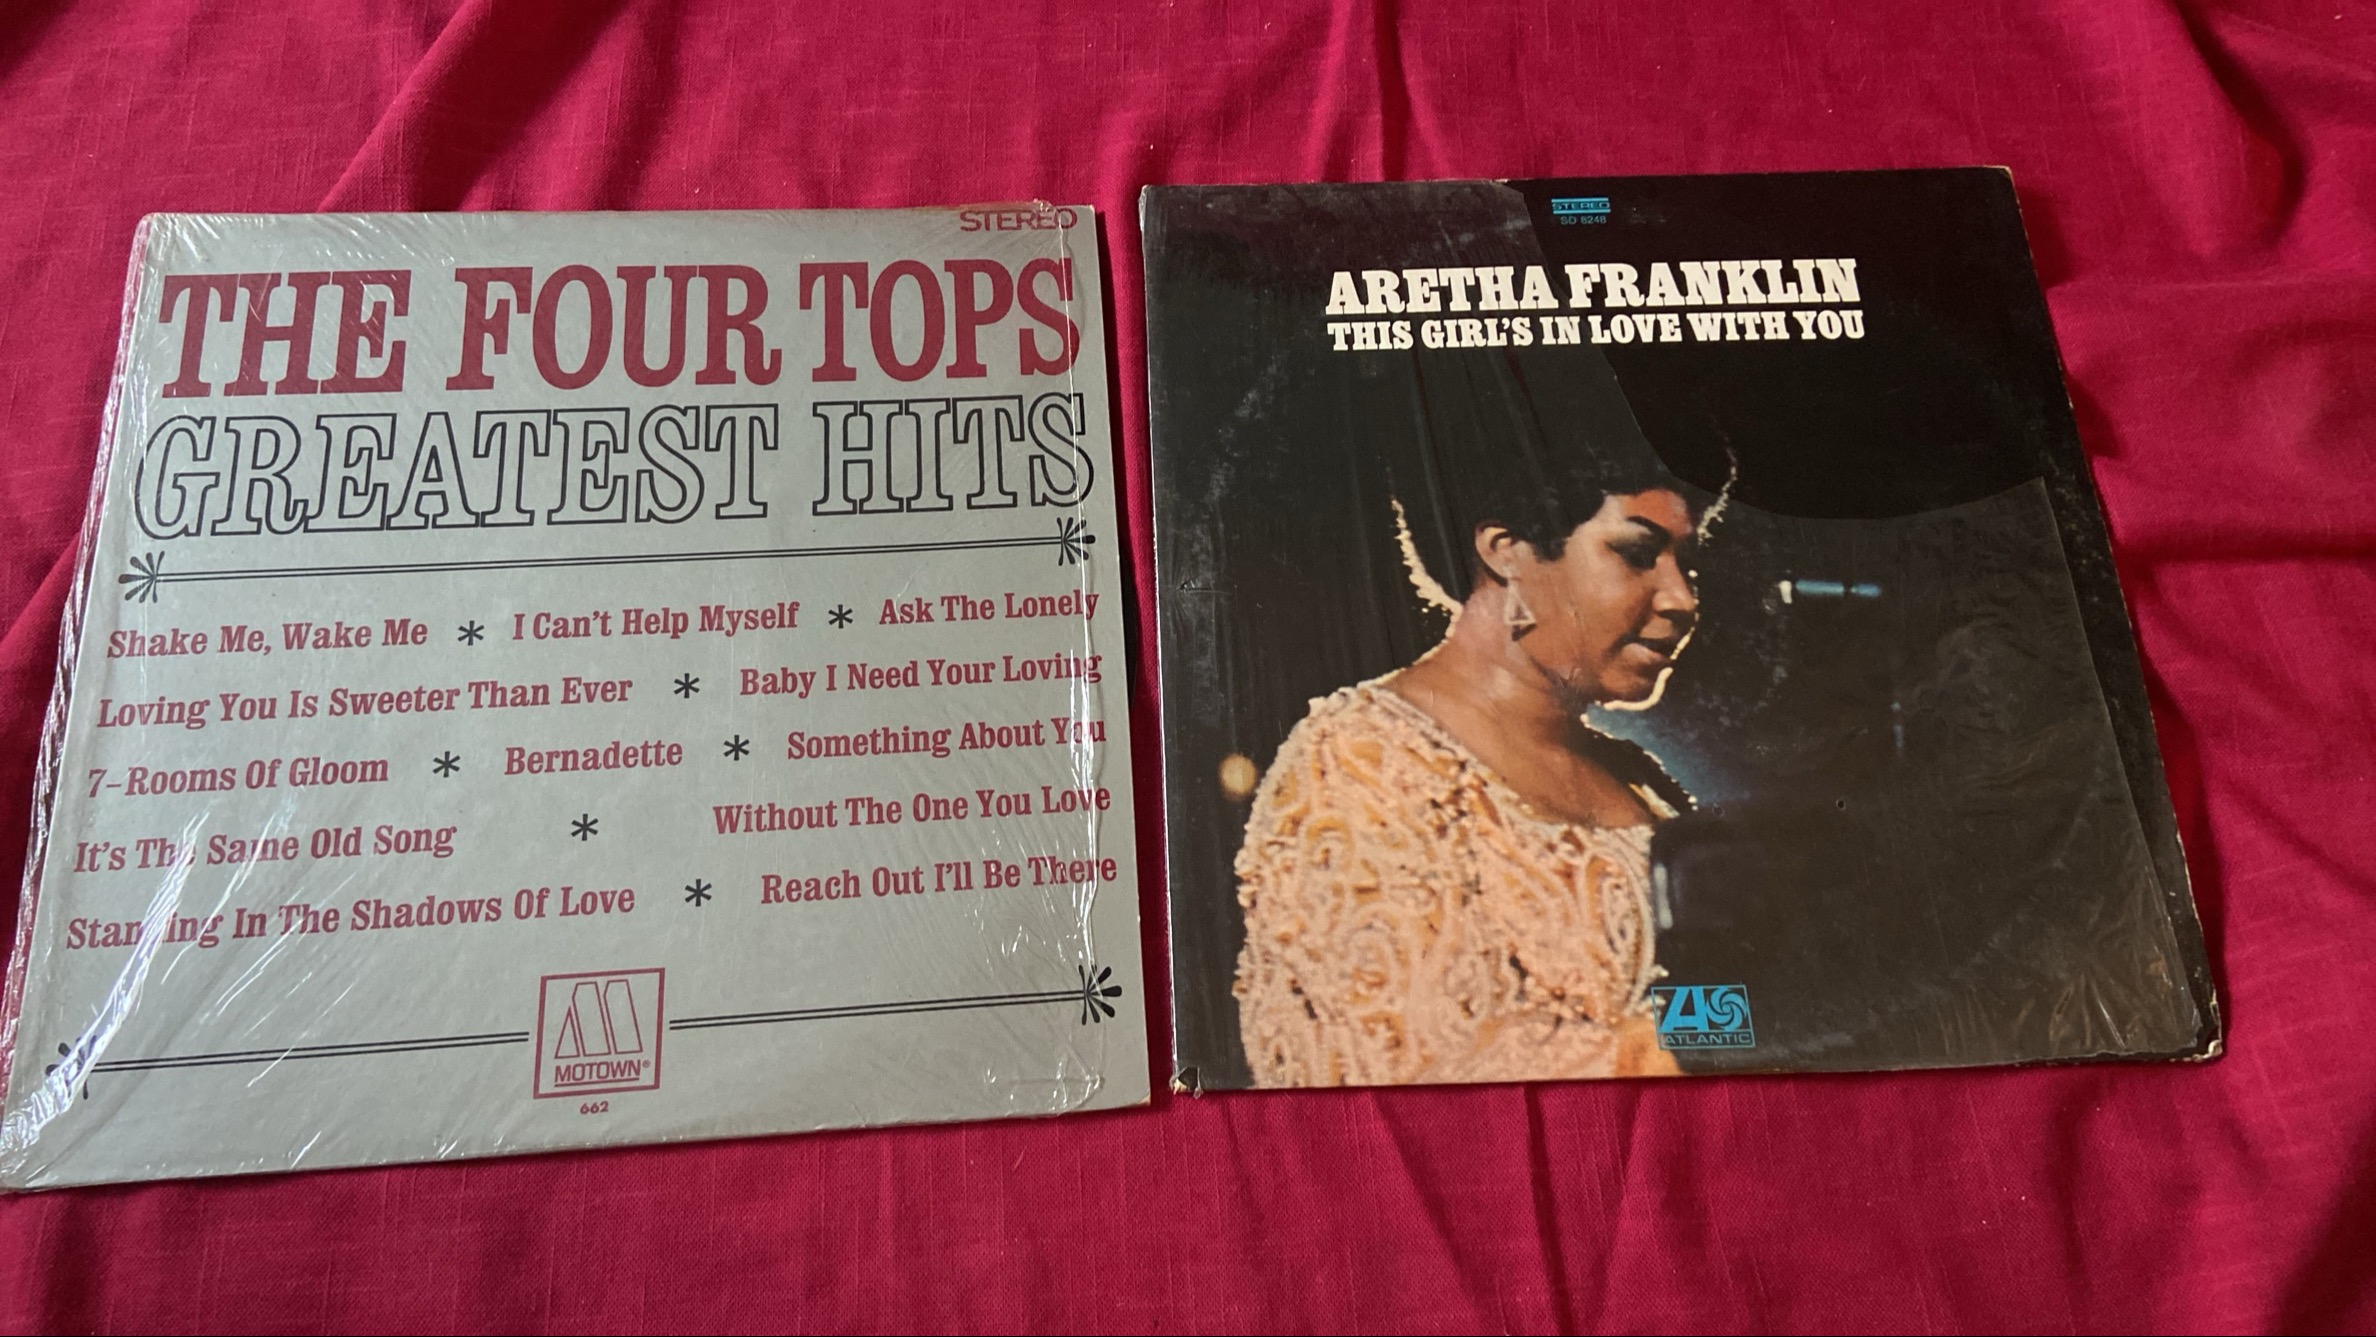 STEREO
THE FOUR TOPS
GREATEST HITS
Shake Me, Wake Me * I Can't Help Myself * Ask The Lonely
Loving You Is Sweeter Than Ever * Baby I Need Your Loving
7-Rooms Of Gloom * Bernadette * Something About You
It's The Same Old Song * Without The One You Love
Standing In The Shadows Of Love * Reach Out I'll Be There
MOTOWN®
662
STEREO
SD 8248
ARETHA FRANKLIN
THIS GIRL'S IN LOVE WITH YOU
ATLANTIC